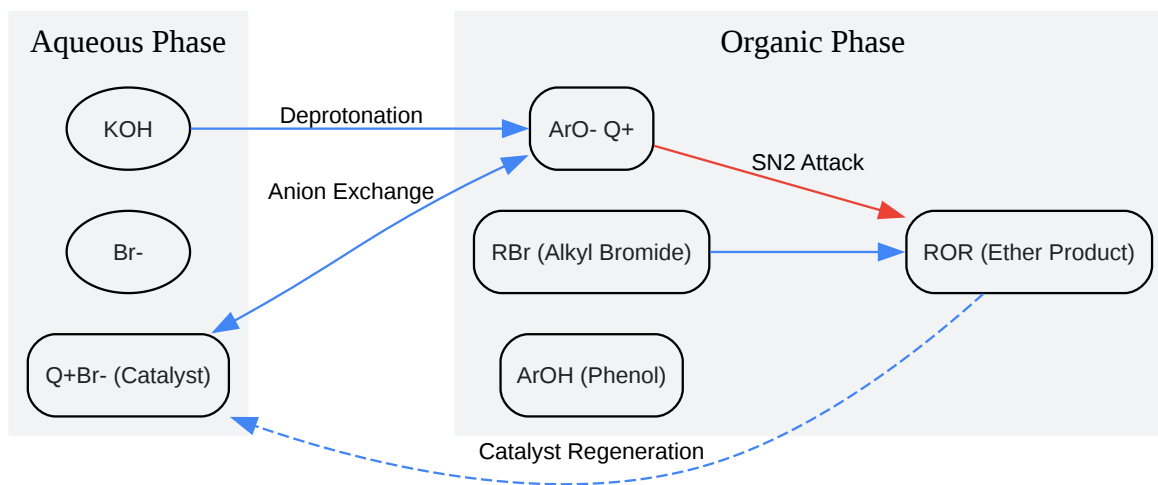 Aqueous Phase
Organic Phase
KOH
Deprotonation
ArO- Q+
Anion Exchange
SN2 Attack
Br-
RBr (Alkyl Bromide)
ROR (Ether Product)
Q+Br- (Catalyst)
ArOH (Phenol)
Catalyst Regeneration